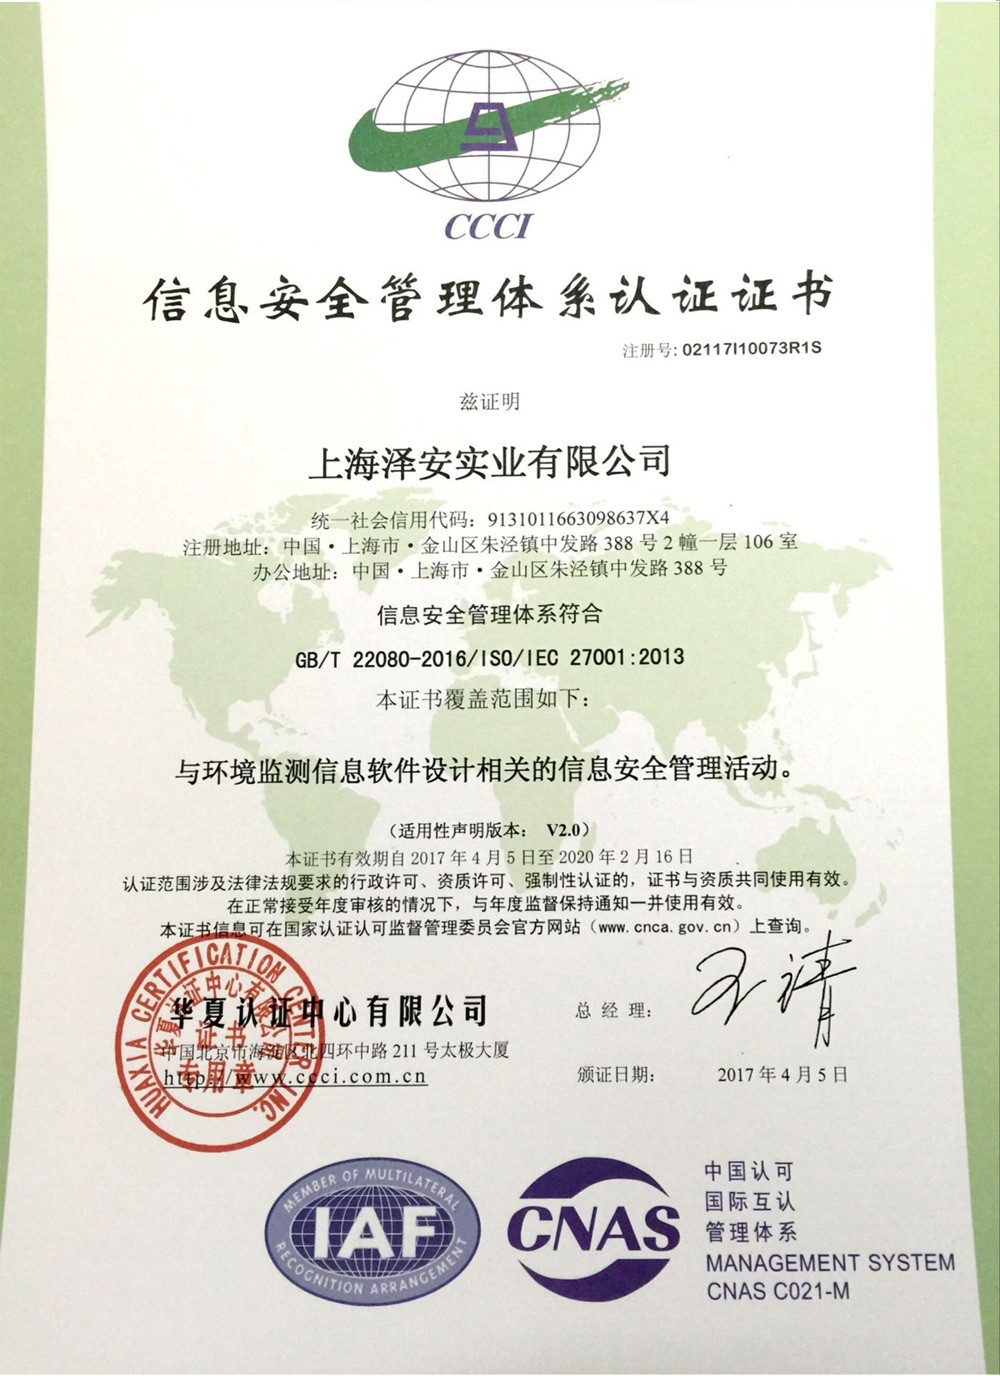 CCCI
信息安全管理体系认证证书
注册号: 02117I10073R1S
兹证明
上海泽安实业有限公司
统一社会信用代码：9131011663098637X4
注册地址：中国·上海市·金山区朱泾镇中发路 388 号 2 幢一层 106 室
办公地址：中国·上海市·金山区朱泾镇中发路 388 号
信息安全管理体系符合
GB/T 22080-2016/ISO/IEC 27001:2013
本证书覆盖范围如下：
与环境监测信息软件设计相关的信息安全管理活动。
（适用性声明版本： V2.0）
本证书有效期自 2017 年 4 月 5 日至 2020 年 2 月 16 日
认证范围涉及法律法规要求的行政许可、资质许可、强制性认证的，证书与资质共同使用有效。
在正常接受年度审核的情况下，与年度监督保持通知一并使用有效。
本证书信息可在国家认证认可监督管理委员会官方网站（www.cnca.gov.cn）上查询。
HUAXIA CERTIFICATION CENTER INC.
华夏认证中心有限公司
证书
专用章
华夏认证中心有限公司
中国北京市海淀区北四环中路 211 号太极大厦
http://www.ccci.com.cn
总 经 理：
颁证日期： 2017 年 4 月 5 日
MEMBER OF MULTILATERAL
IAF
RECOGNITION ARRANGEMENT
CNAS
中国认可
国际互认
管理体系
MANAGEMENT SYSTEM
CNAS C021-M